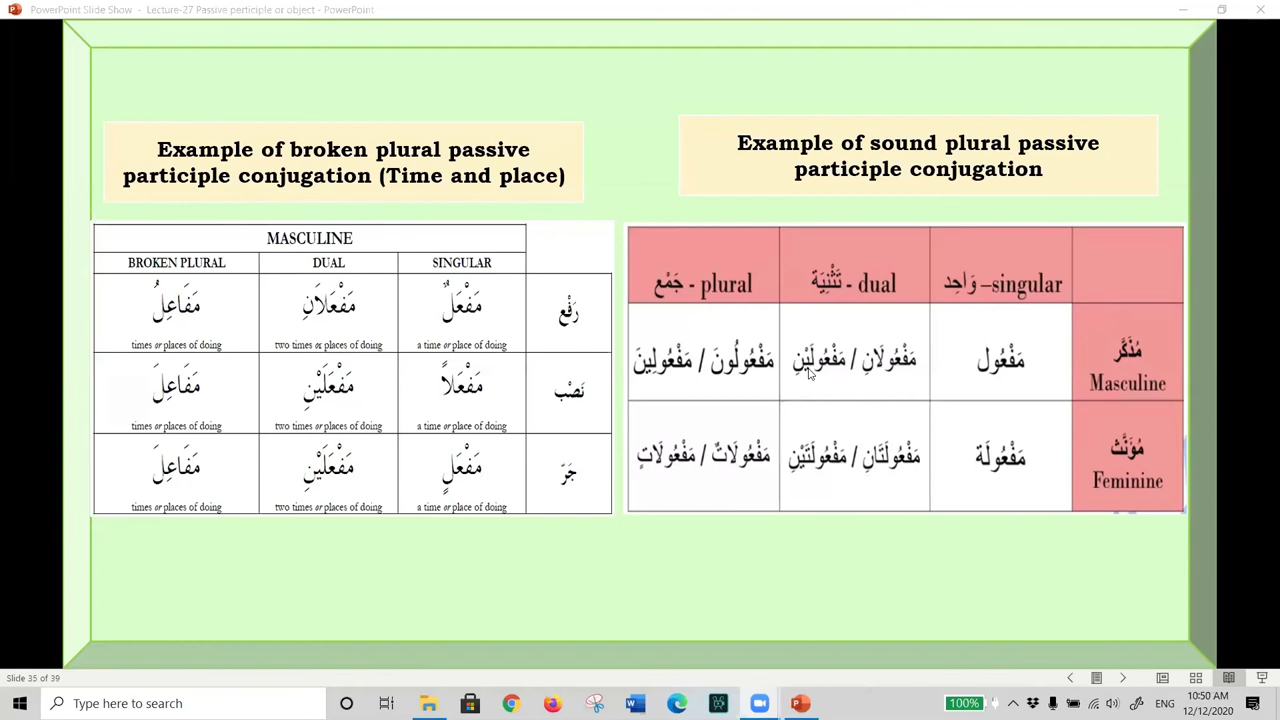 PowerPoint Slide Show - Lecture-27 Passive perticiple or object - PowerPoint
Example of broken plural passive
participle conjugation (Time and place)
MASCULINE
BROKEN PLURAL DUAL SINGULAR
مَفَاعِلُ مَفْعَلَانِ مَفْعَلٌ رَفْع
times or places of doing two times or places of doing a time or place of doing
مَفَاعِلَ مَفْعَلَيْنِ مَفْعَلاً نَصْب
times or places of doing two times or places of doing a time or place of doing
مَفَاعِلَ مَفْعَلَيْنِ مَفْعَلٍ جَرّ
times or places of doing two times or places of doing a time or place of doing
Example of sound plural passive
participle conjugation
جَمْع - plural تَثْنِيَة - dual وَاحِد –singular
مَفْعُولُونَ / مَفْعُولِينَ مَفْعُولَانِ / مَفْعُولَيْنِ مَفْعُول مُذَكَّر
Masculine
مَفْعُولَاتٌ / مَفْعُولَاتٍ مَفْعُولَتَانِ / مَفْعُولَتَيْنِ مَفْعُولَة مُؤَنَّث
Feminine
Slide 35 of 39
Type here to search
100%
ENG
10:50 AM
12/12/2020